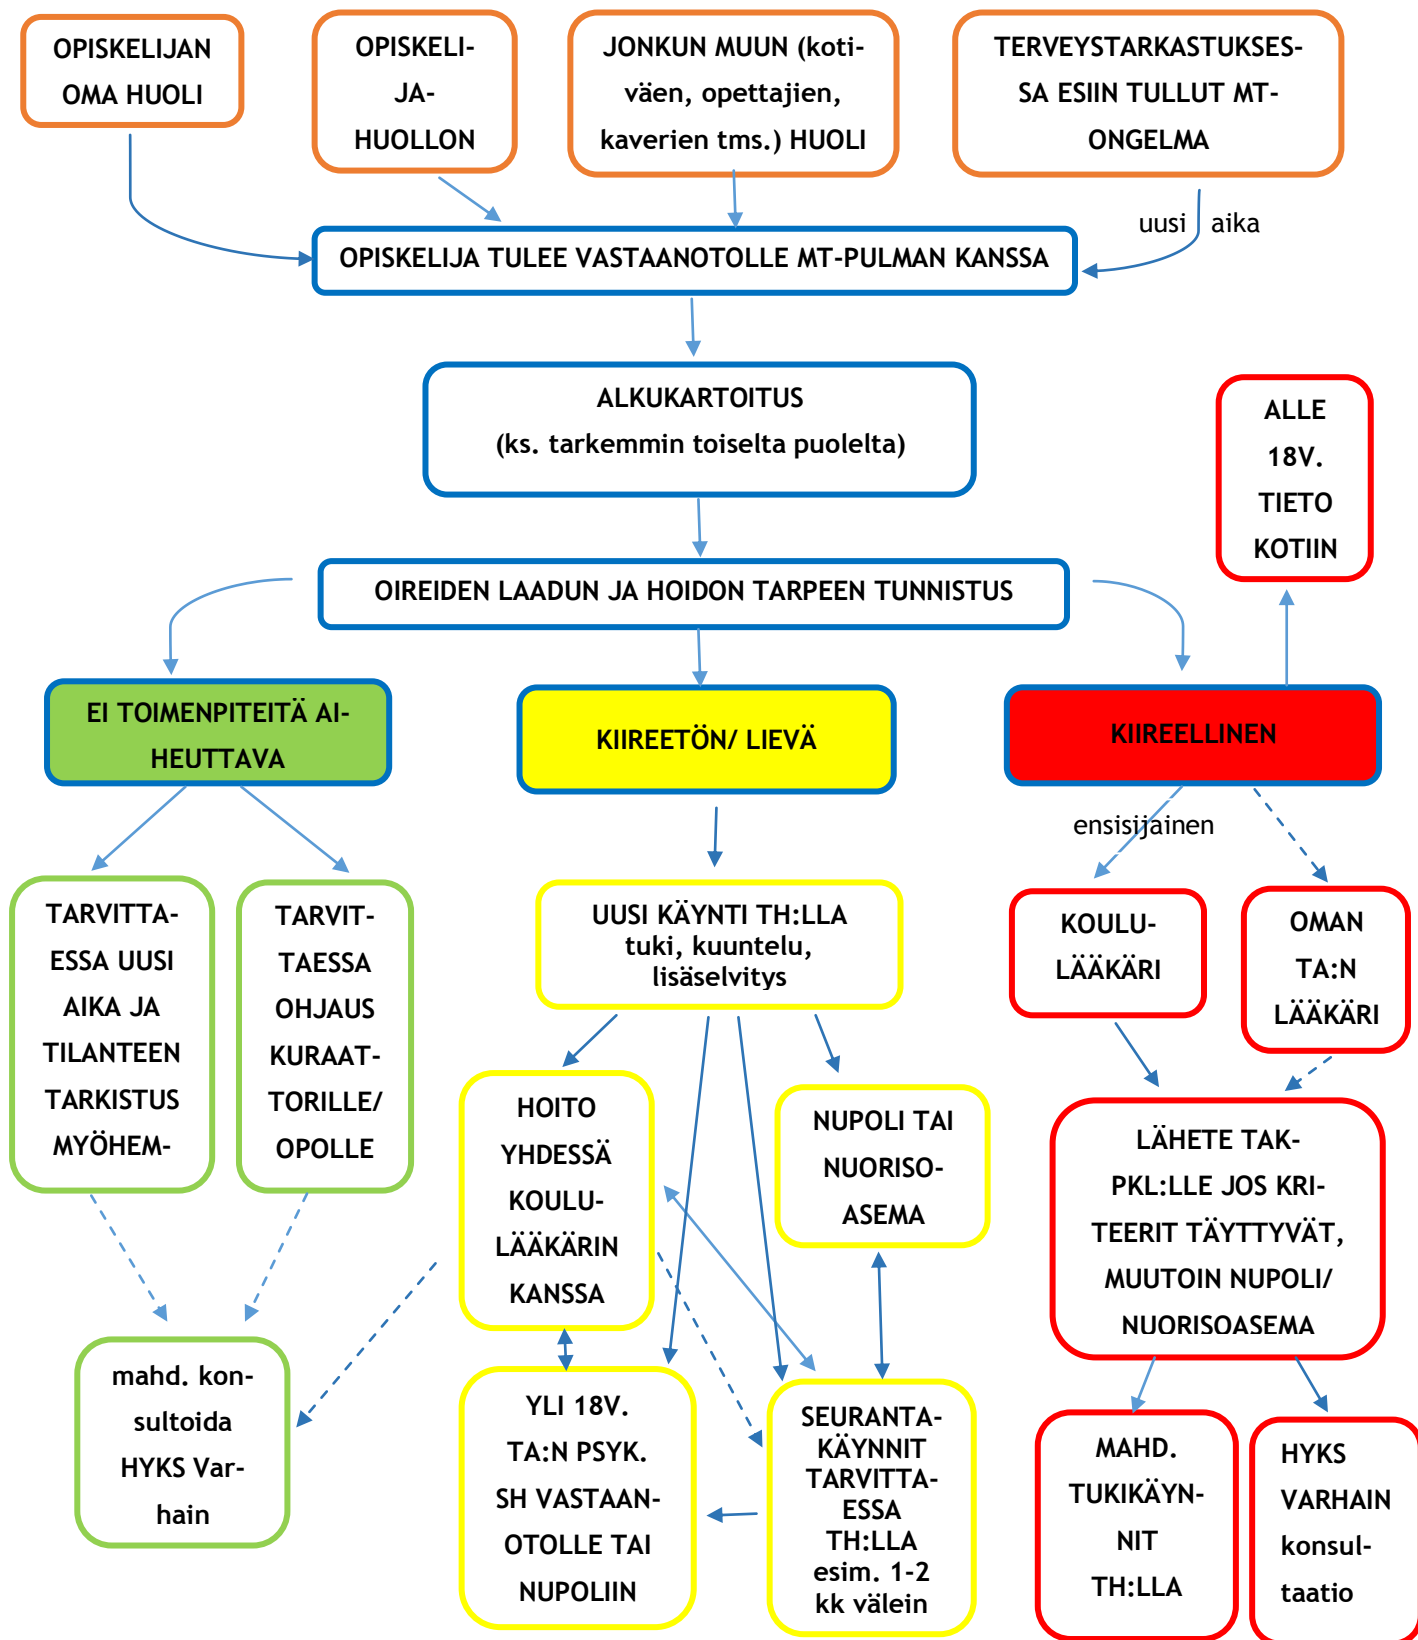 OPISKELIJAN
OMA HUOLI
OPISKELI-
JA-
HUOLLON
JONKUN MUUN (koti-
väen, opettajien,
kaverien tms.) HUOLI
TERVEYSTARKASTUKSES-
SA ESIIN TULLUT MT-
ONGELMA
uusi aika
OPISKELIJA TULEE VASTAANOTOLLE MT-PULMAN KANSSA
ALKUKARTOITUS
(ks. tarkemmin toiselta puolelta)
ALLE
18V.
TIETO
KOTIIN
OIREIDEN LAADUN JA HOIDON TARPEEN TUNNISTUS
EI TOIMENPITEITÄ AI-
HEUTTAVA
KIIREETÖN/ LIEVÄ
KIIREELLINEN
ensisijainen
TARVITTA-
ESSA UUSI
AIKA JA
TILANTEEN
TARKISTUS
MYÖHEM-
TARVIT-
TAESSA
OHJAUS
KURAAT-
TORILLE/
OPOLLE
UUSI KÄYNTI TH:LLA
tuki, kuuntelu,
lisäselvitys
KOULU-
LÄÄKÄRI
OMAN
TA:N
LÄÄKÄRI
HOITO
YHDESSÄ
KOULU-
LÄÄKÄRIN
KANSSA
NUPOLI TAI
NUORISO-
ASEMA
LÄHETE TAK-
PKL:LLE JOS KRI-
TEERIT TÄYTTYVÄT,
MUUTOIN NUPOLI/
NUORISOASEMA
mahd. kon-
sultoida
HYKS Var-
hain
YLI 18V.
TA:N PSYK.
SH VASTAAN-
OTOLLE TAI
NUPOLIIN
SEURANTA-
KÄYNNIT
TARVITTA-
ESSA
TH:LLA
esim. 1-2
kk välein
MAHD.
TUKIKÄYN-
NIT
TH:LLA
HYKS
VARHAIN
konsul-
taatio